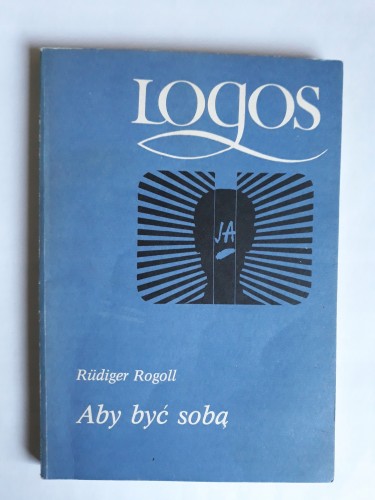 Logos
JA
Rüdiger Rogoll
Aby być sobą